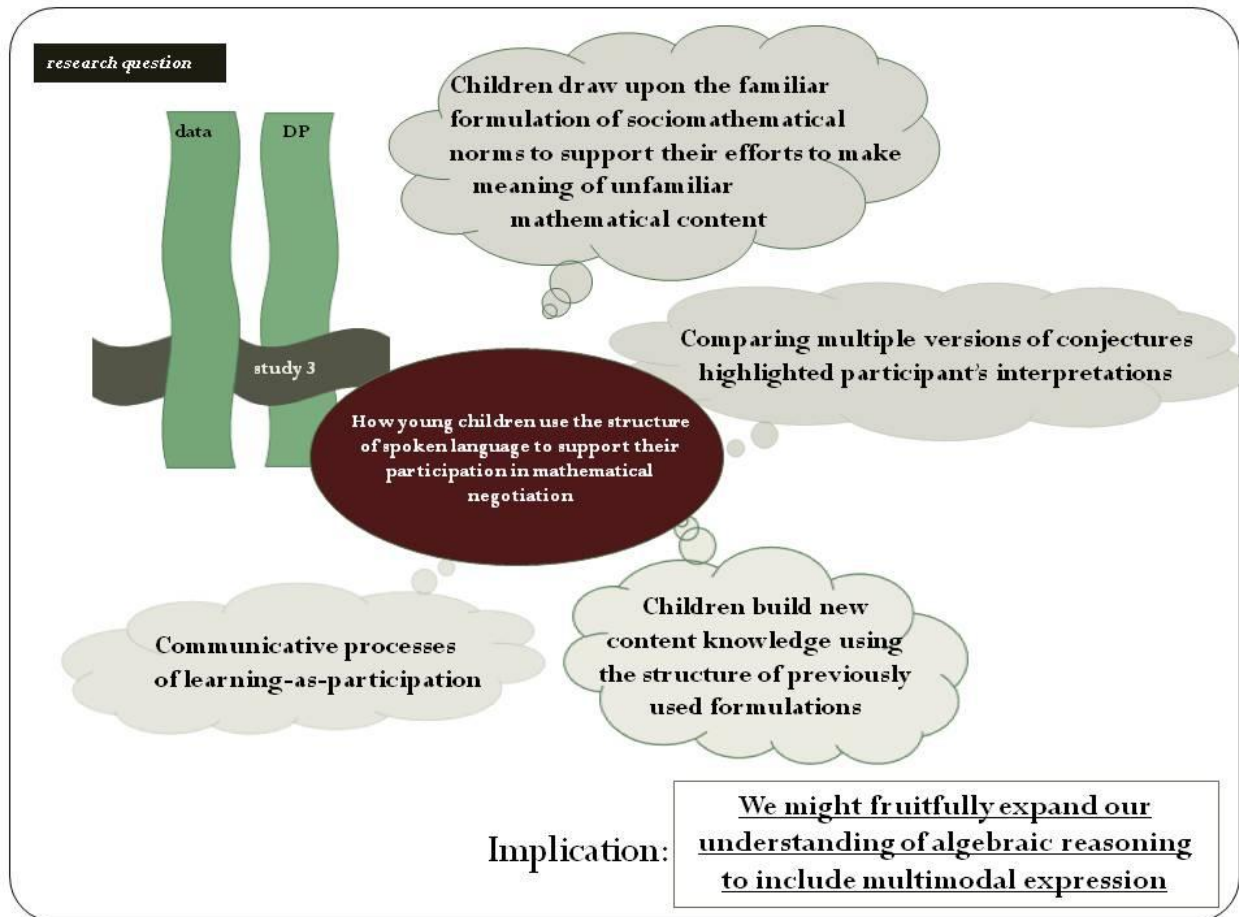 research question
data
DP
study 3
Children draw upon the familiar
formulation of sociomathematical
norms to support their efforts to make
meaning of unfamiliar
mathematical content
Comparing multiple versions of conjectures
highlighted participant's interpretations
How young children use the structure
of spoken language to support their
participation in mathematical
negotiation
Communicative processes
of learning-as-participation
Children build new
content knowledge using
the structure of previously
used formulations
Implication:
We might fruitfully expand our
understanding of algebraic reasoning
to include multimodal expression